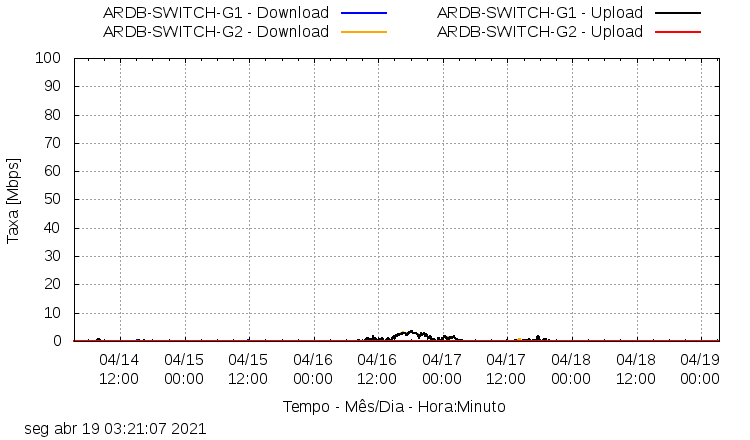 ARDB-SWITCH-G1 - Download ARDB-SWITCH-G1 - Upload
ARDB-SWITCH-G2 - Download ARDB-SWITCH-G2 - Upload
100
90
80
70
60
50
40
30
20
10
0
Taxa [Mbps]
04/14 04/15 04/15 04/16 04/16 04/17 04/17 04/18 04/18 04/19
12:00 00:00 12:00 00:00 12:00 00:00 12:00 00:00 12:00 00:00
Tempo - Mês/Dia - Hora:Minuto
seg abr 19 03:21:07 2021